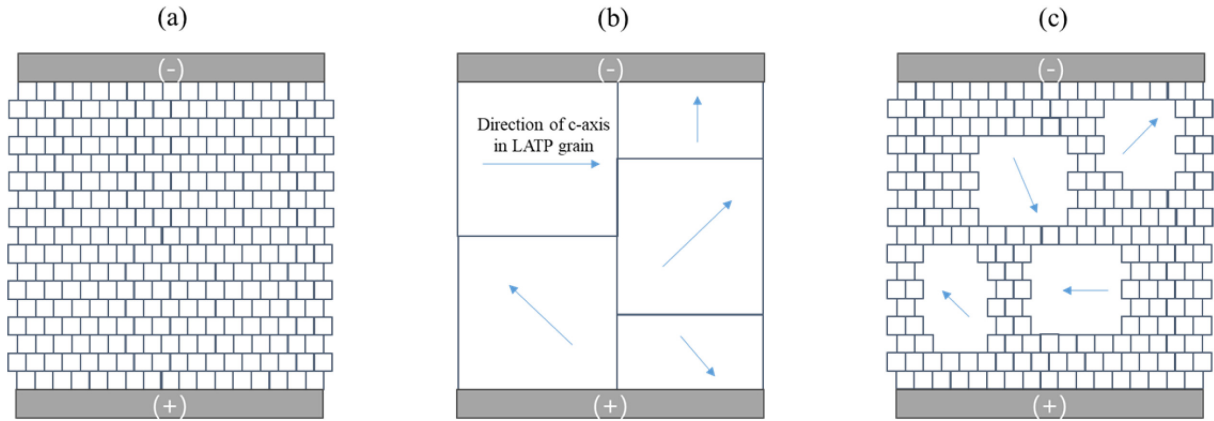 (a) (b) (c)
(-) (-) (-)
Direction of c-axis
in LATP grain
(+) (+) (+)